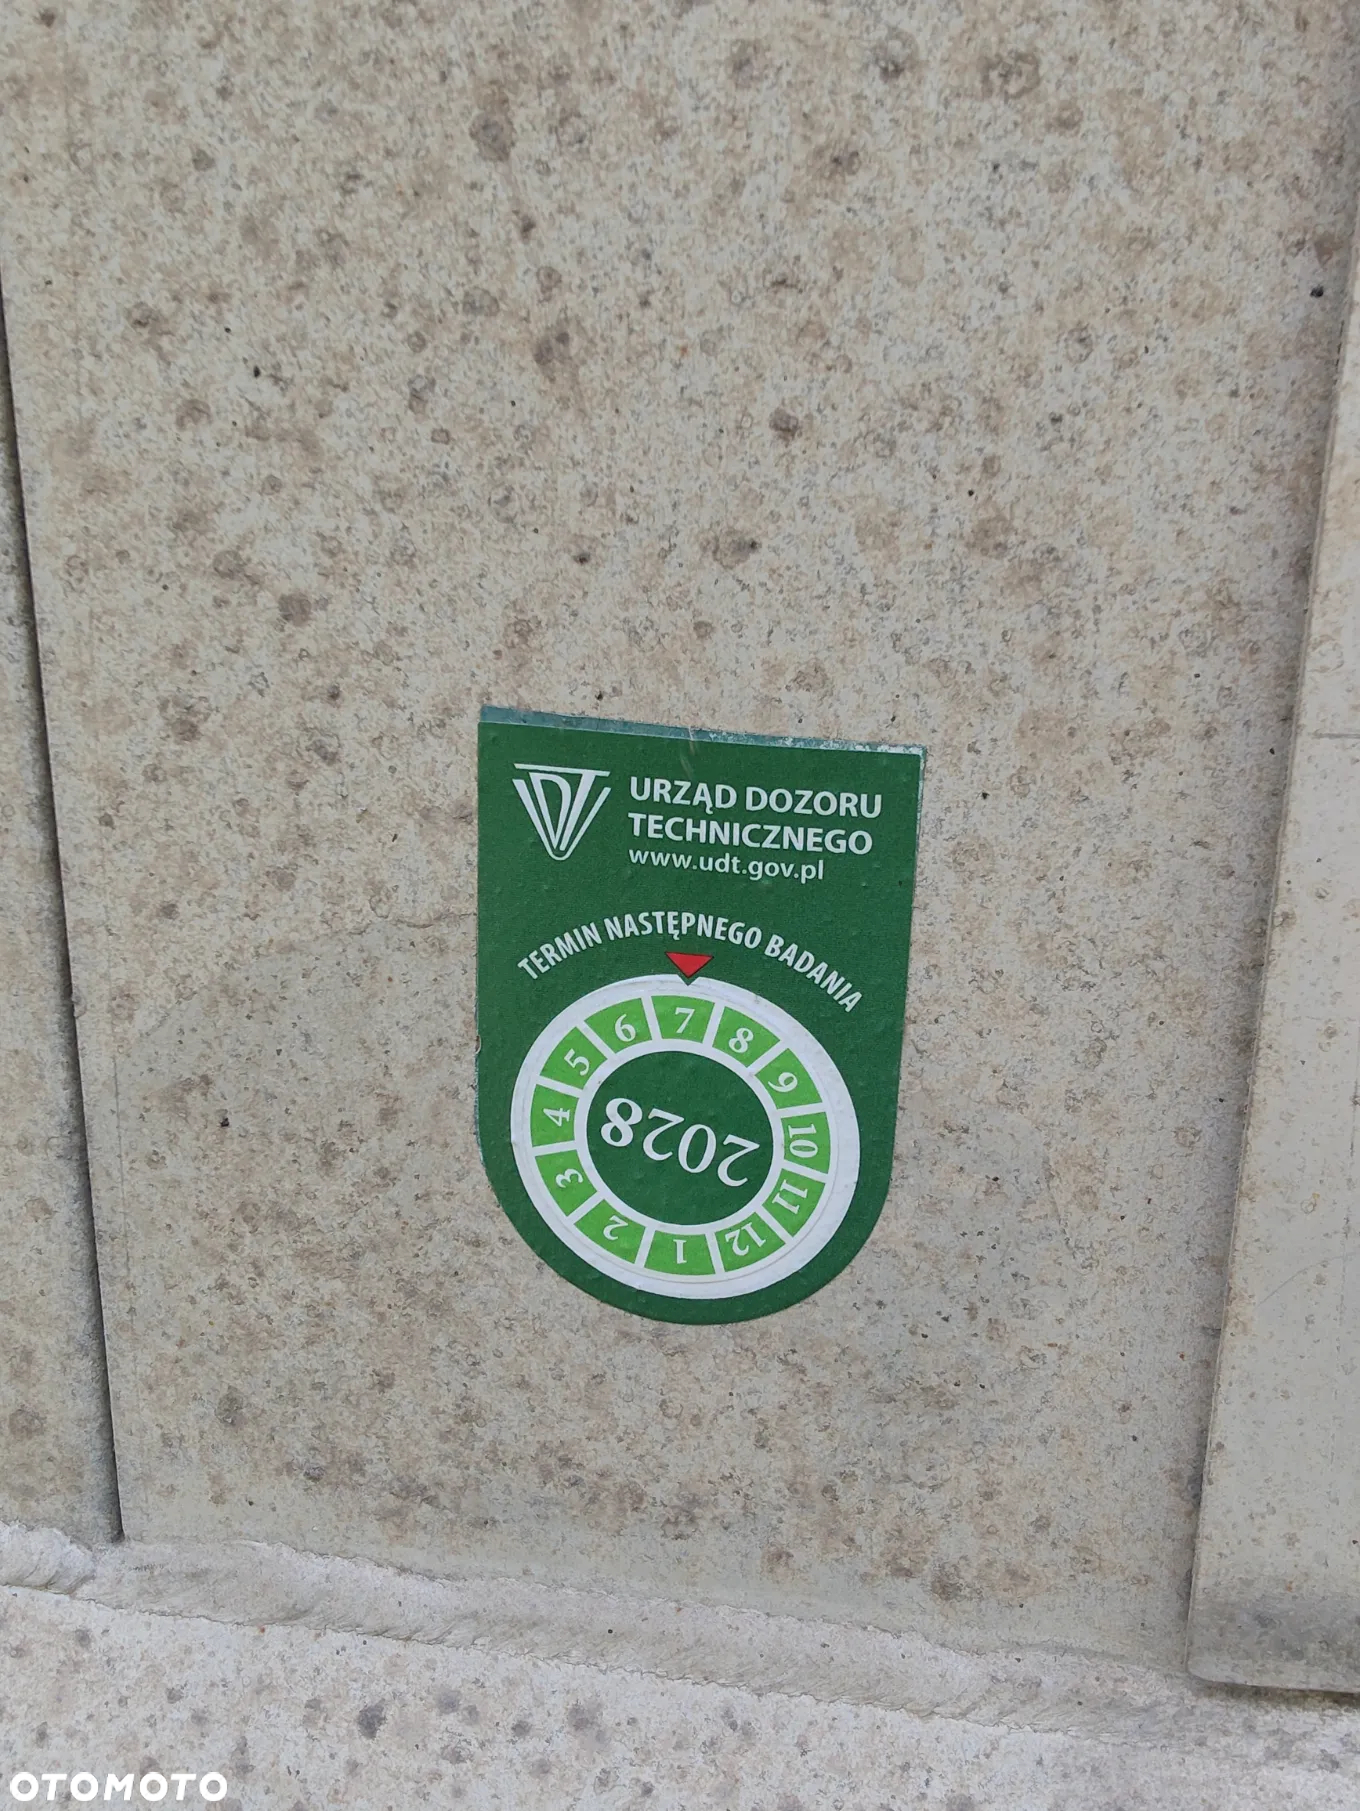 UDT
URZĄD DOZORU
TECHNICZNEGO
www.udt.gov.pl
TERMIN NASTĘPNEGO BADANIA
1 2 3 4 5 6 7 8 9 10 11 12
2028
OTOMOTO